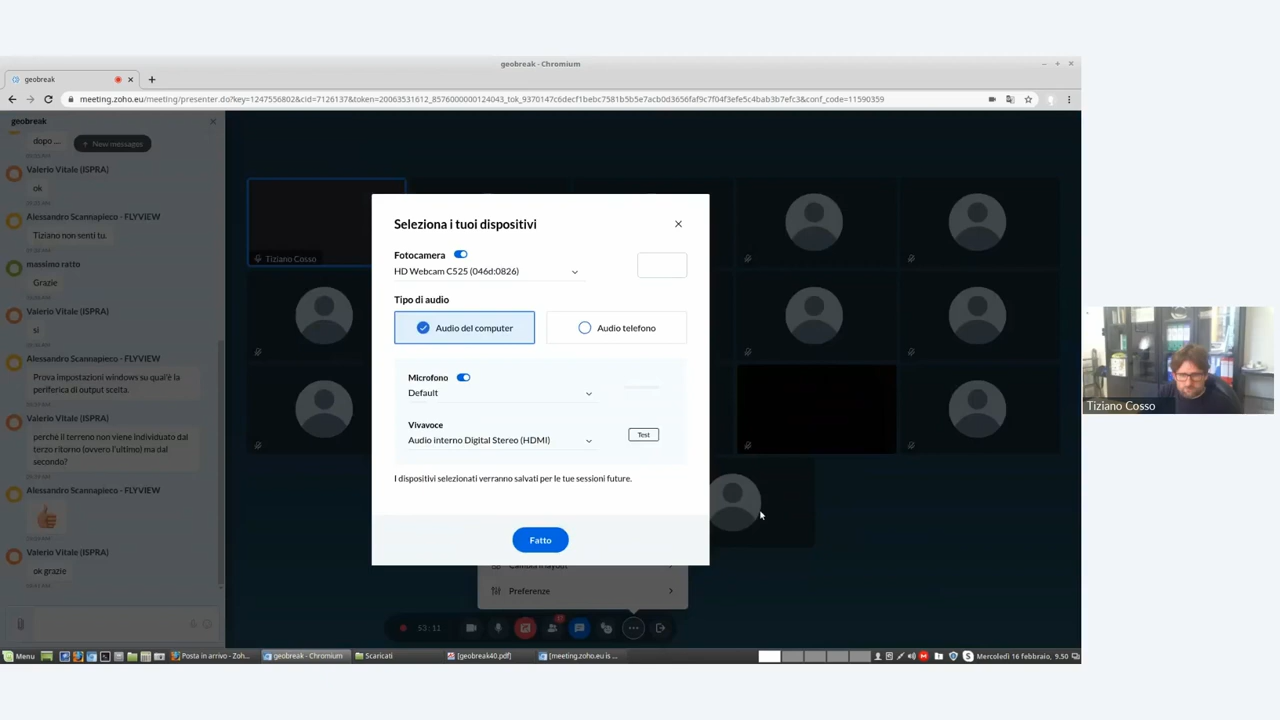 geobreak - Chromium
geobreak
meeting.zoho.eu/meeting/presenter.do?key=1247556802&cid=7126137&token=20063531612_8576000000124043_tok_9370147c6decf1bebc7581b5b5e7acb0d3656faf9c7f04f3efe5c4bab3b7efc3&conf_code=11590359
geobreak
dopo ...
New messages
Valerio Vitale (ISPRA)
ok
Alessandro Scannapieco - FLYVIEW
Tiziano non senti tu.
massimo ratto
Grazie
Valerio Vitale (ISPRA)
si
Alessandro Scannapieco - FLYVIEW
Prova impostazioni windows su qual'è la
periferica di output scelta.
Valerio Vitale (ISPRA)
perché il terreno non viene individuato dal
terzo ritorno (ovvero l'ultimo) ma dal
secondo?
Alessandro Scannapieco - FLYVIEW
Valerio Vitale (ISPRA)
ok grazie
Tiziano Cosso
Seleziona i tuoi dispositivi
Fotocamera
HD Webcam C525 (046d:0826)
Tipo di audio
Audio del computer
Audio telefono
Microfono
Default
Vivavoce
Audio interno Digital Stereo (HDMI)
Test
I dispositivi selezionati verranno salvati per le tue sessioni future.
Fatto
Cambia il layout
Preferenze
53:11
Tiziano Cosso
Menu
Posta in arrivo - Zoh...
geobreak - Chromium
Scaricati
[geobreak40.pdf]
[meeting.zoho.eu is ...
Mercoledì 16 febbraio, 9.50